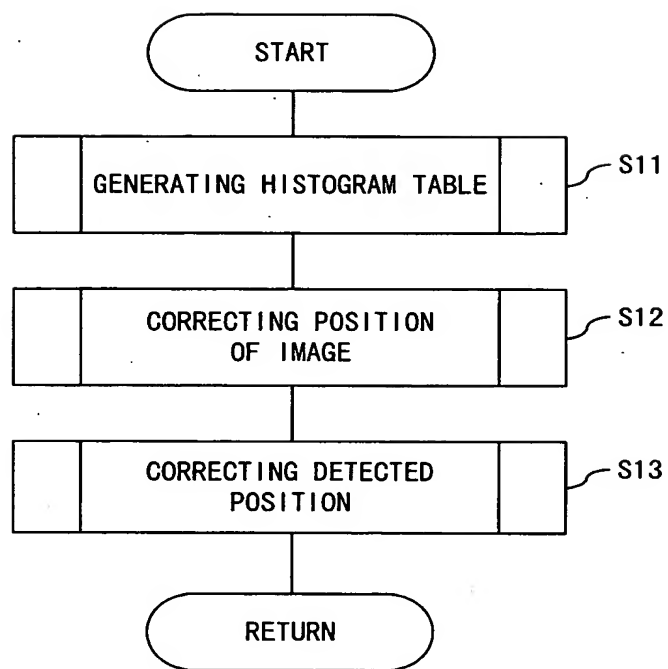 START
GENERATING HISTOGRAM TABLE
S11
CORRECTING POSITION
OF IMAGE
S12
CORRECTING DETECTED
POSITION
S13
RETURN